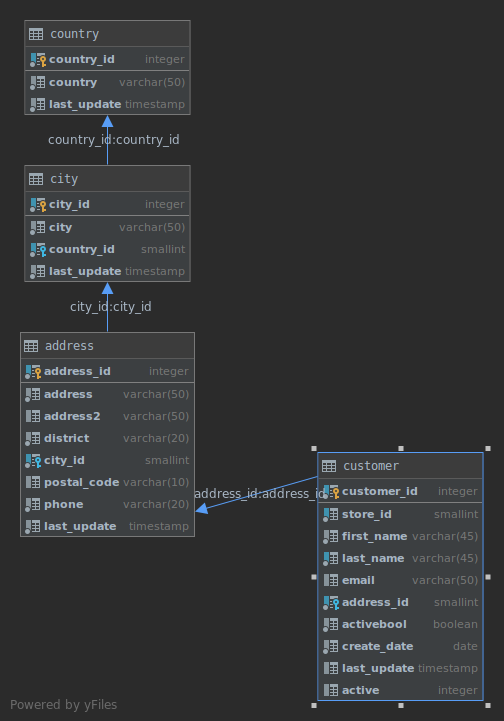 country
country_id integer
country varchar(50)
last_update timestamp
country_id:country_id
city
city_id integer
city varchar(50)
country_id smallint
last_update timestamp
city_id:city_id
address
address_id integer
address varchar(50)
address2 varchar(50)
district varchar(20)
city_id smallint
postal_code varchar(10)
phone varchar(20)
last_update timestamp
address_id:address_id
customer
customer_id integer
store_id smallint
first_name varchar(45)
last_name varchar(45)
email varchar(50)
address_id smallint
activebool boolean
create_date date
last_update timestamp
active integer
Powered by yFiles